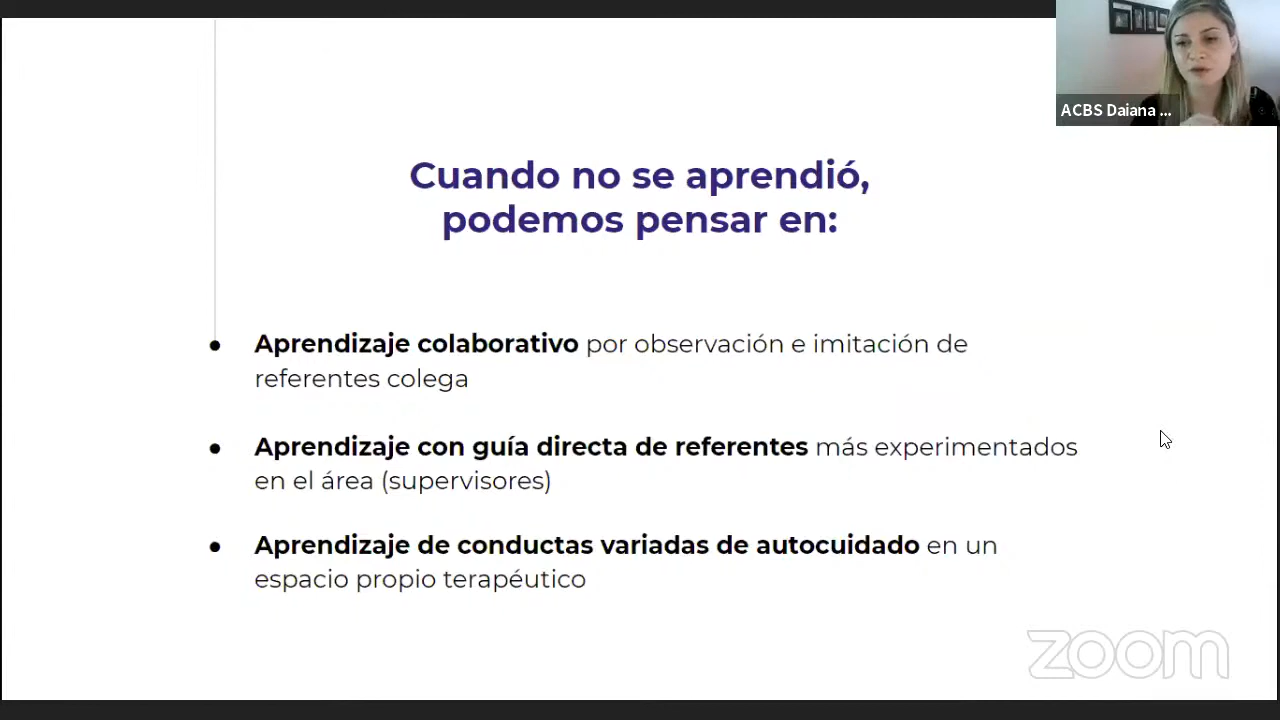 ACBS Daiana ...
Cuando no se aprendió,
podemos pensar en:
● Aprendizaje colaborativo por observación e imitación de
referentes colega
● Aprendizaje con guía directa de referentes más experimentados
en el área (supervisores)
● Aprendizaje de conductas variadas de autocuidado en un
espacio propio terapéutico
zoom